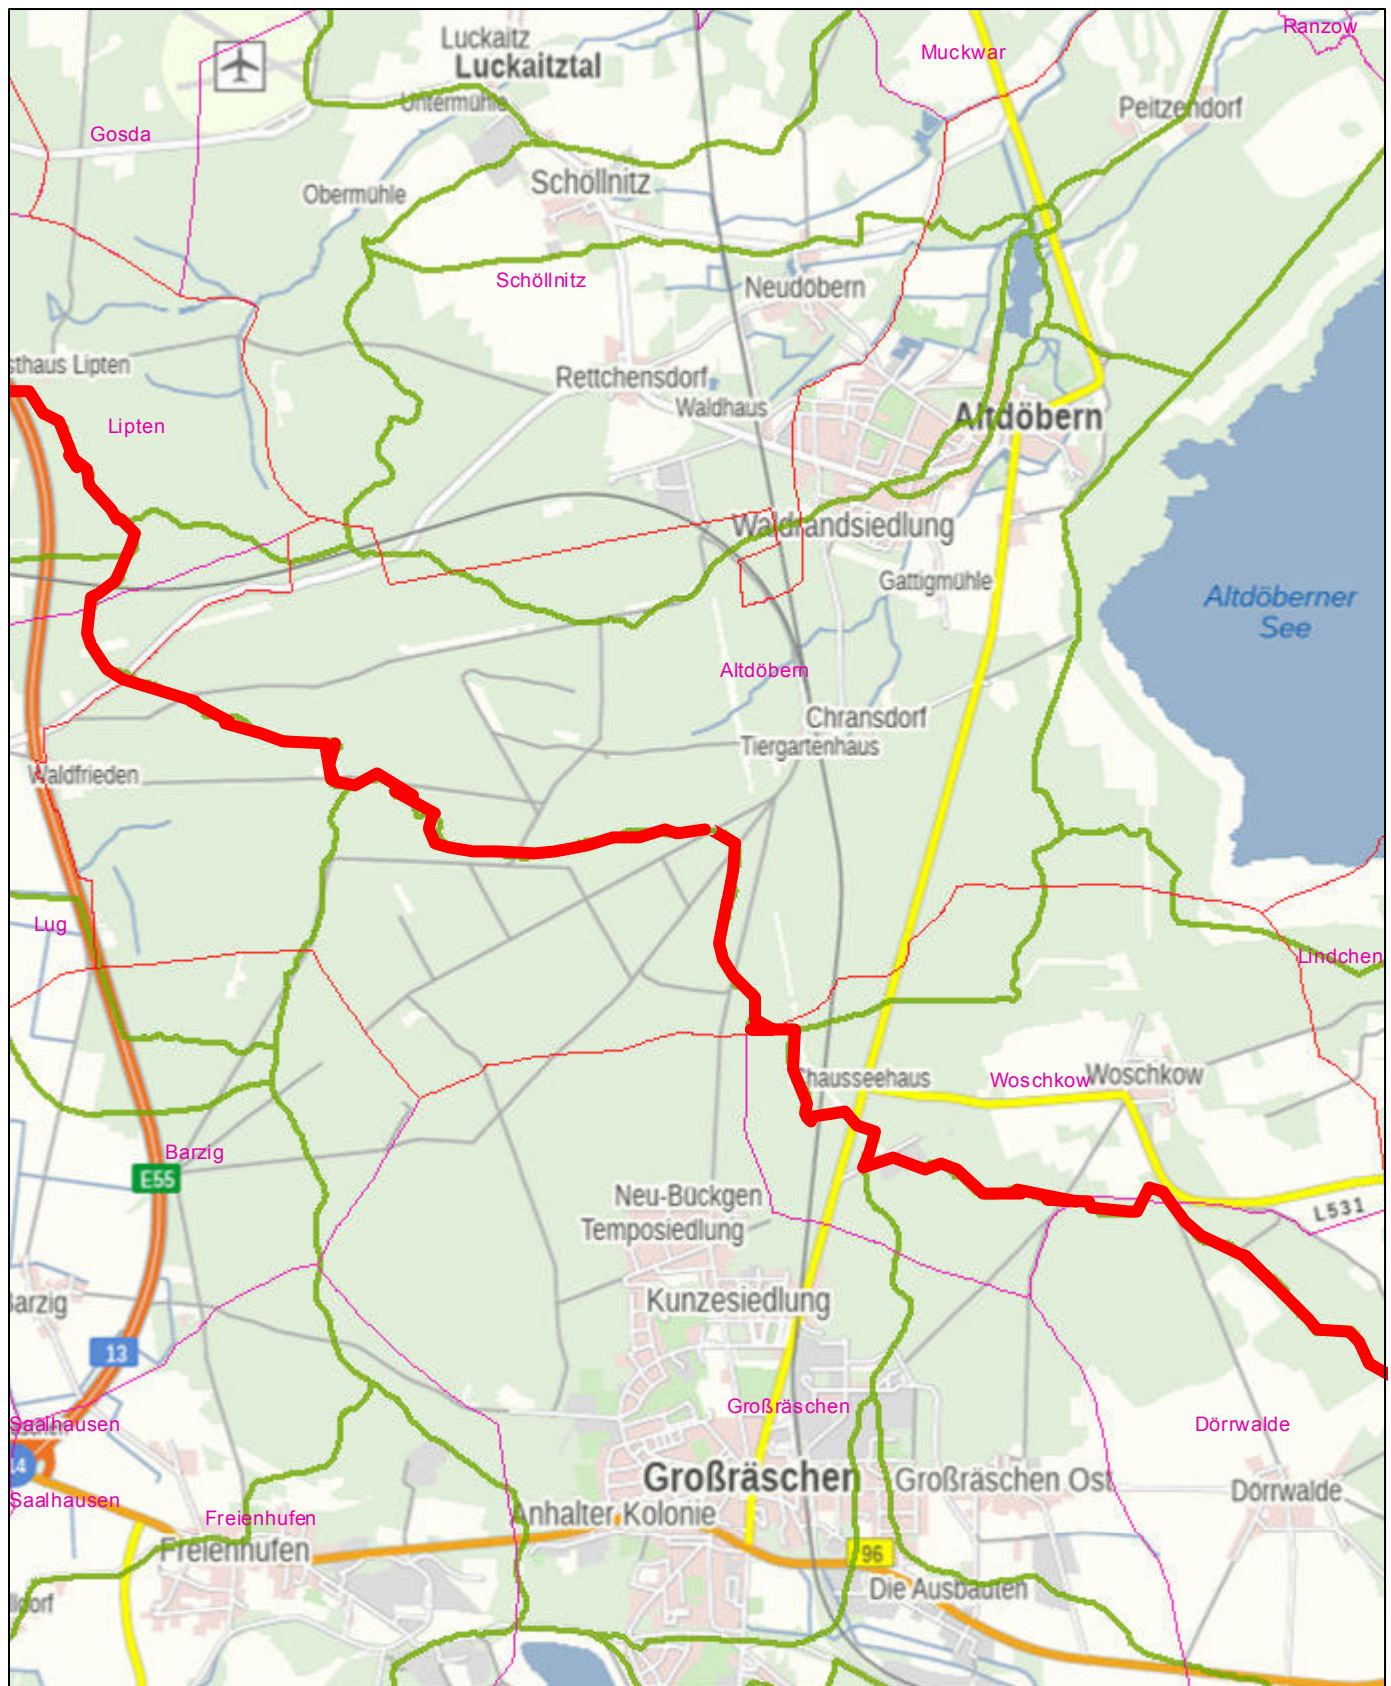 Ranzow
Luckaitz
Muckwar
Luckaitztal
Untermühle
Peitzendorf
Gosda
Schöllnitz
Obermühle
Schöllnitz
Neudöbern
sthaus Lipten
Rettchensdorf
Waldhaus
Altdöbern
Lipten
Waldlandsiedlung
Gattigmühle
Altdöberner
See
Altdöbern
Chransdorf
Tiergartenhaus
Waldfrieden
Lug
Lindchen
Chausseehaus
Woschkow
Woschkow
Barzig
E55
Neu-Bückgen
Temposiedlung
L531
Barzig
Kunzesiedlung
13
Großräschen
Saalhausen
Dörrwalde
14
Großräschen
Großräschen Ost
Dörrwalde
Saalhausen
Freienhufen
Anhalter Kolonie
Freienhufen
96
Die Ausbauten
dorf